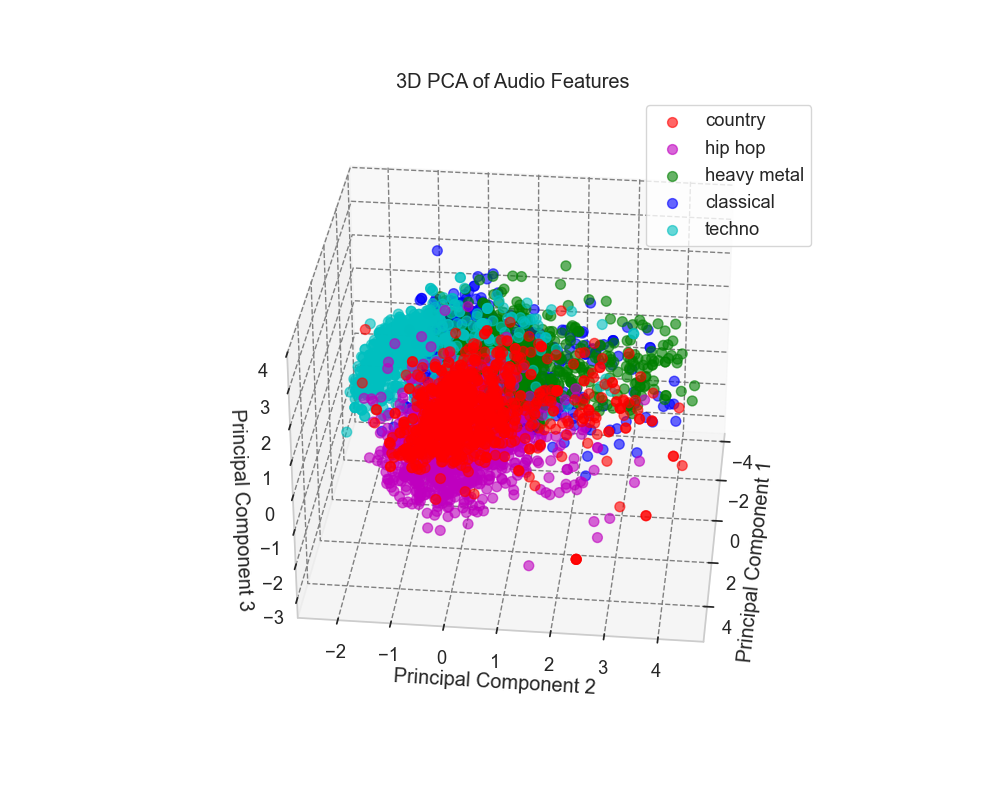 3D PCA of Audio Features
country
hip hop
heavy metal
classical
techno
4
3
2
1
0
−1
−2
−3
Principal Component 3
−2
−1
0
1
2
3
4
Principal Component 2
−4
−2
0
2
4
Principal Component 1